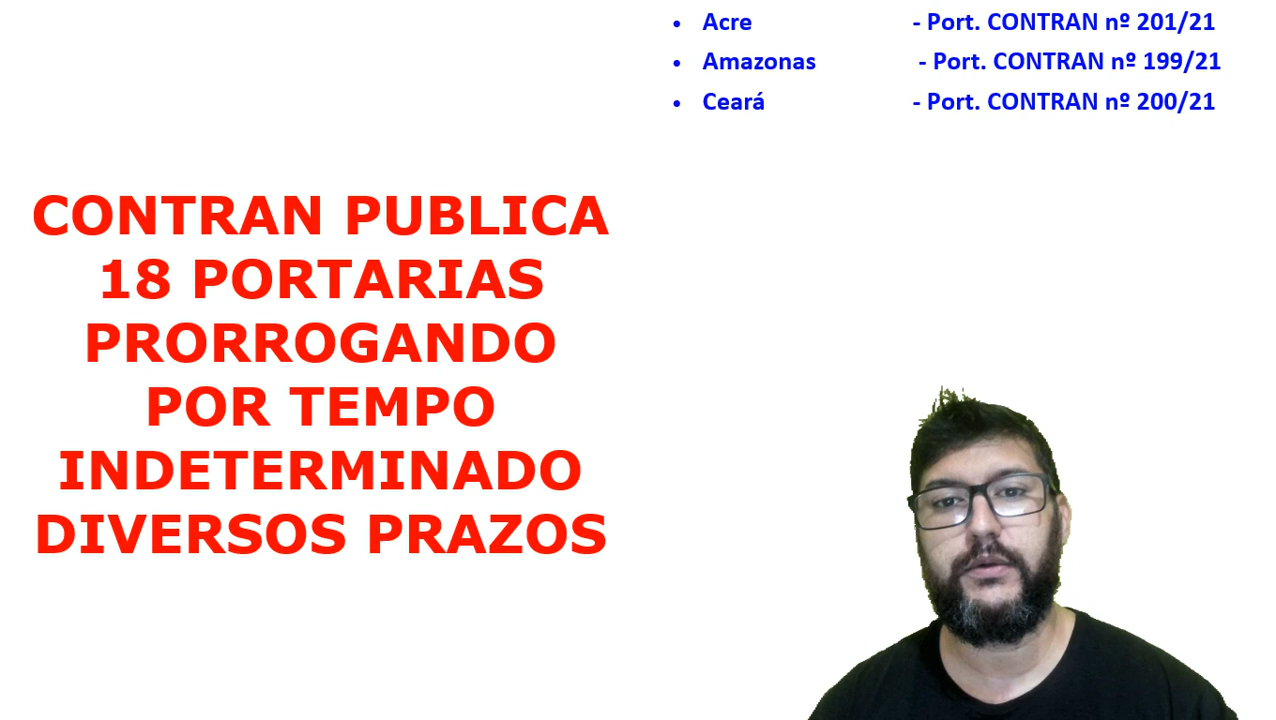 • Acre - Port. CONTRAN nº 201/21
• Amazonas - Port. CONTRAN nº 199/21
• Ceará - Port. CONTRAN nº 200/21
CONTRAN PUBLICA
18 PORTARIAS
PRORROGANDO
POR TEMPO
INDETERMINADO
DIVERSOS PRAZOS